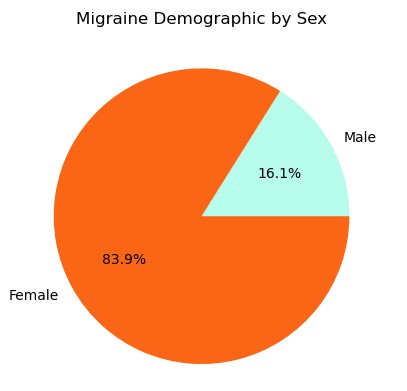 Migraine Demographic by Sex
Male
16.1%
83.9%
Female